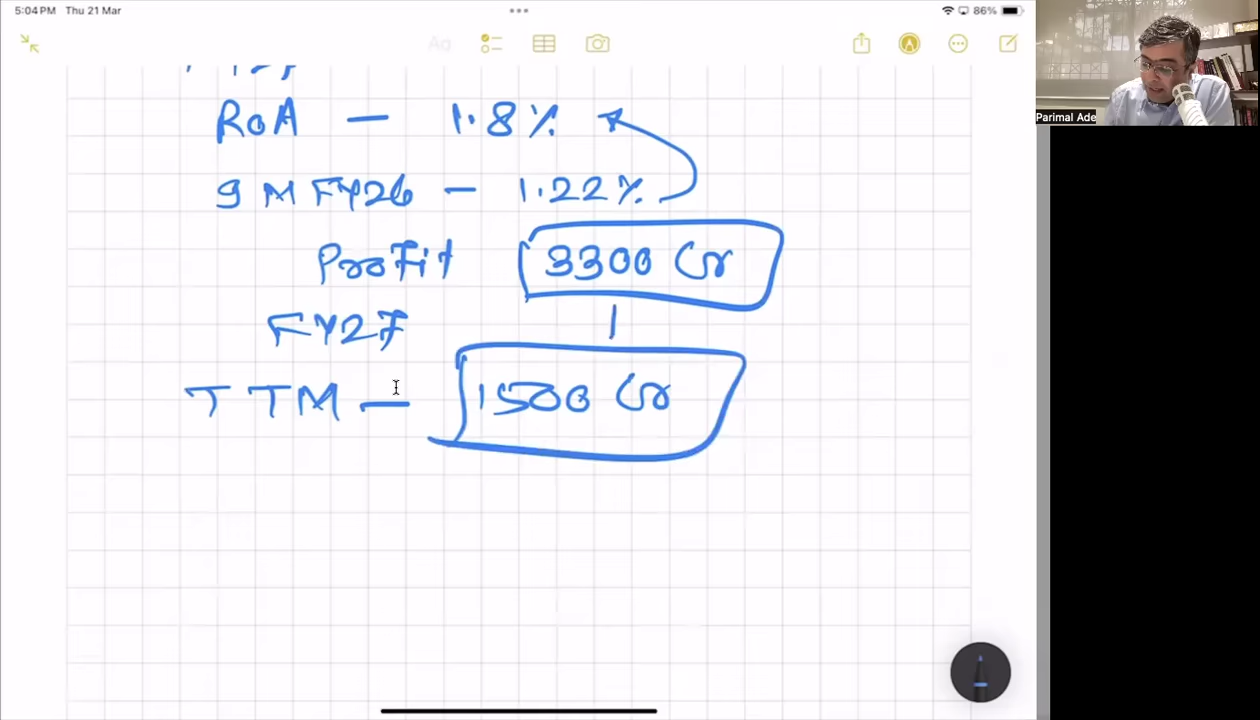 5:04 PM Thu 21 Mar
86%
RoA — 1.8%
9M FY26 — 1.22%
Profit 3300 Cr
FY27
TTM — 1500 Cr
Parimal Ade